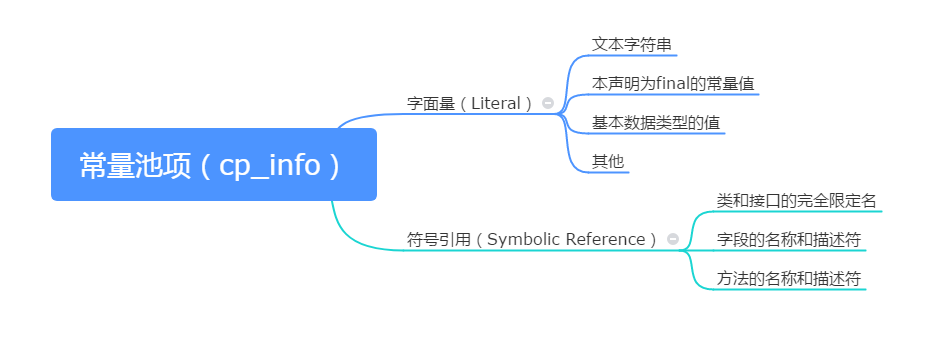 常量池项（cp_info）
字面量（Literal）
文本字符串
本声明为final的常量值
基本数据类型的值
其他
符号引用（Symbolic Reference）
类和接口的完全限定名
字段的名称和描述符
方法的名称和描述符